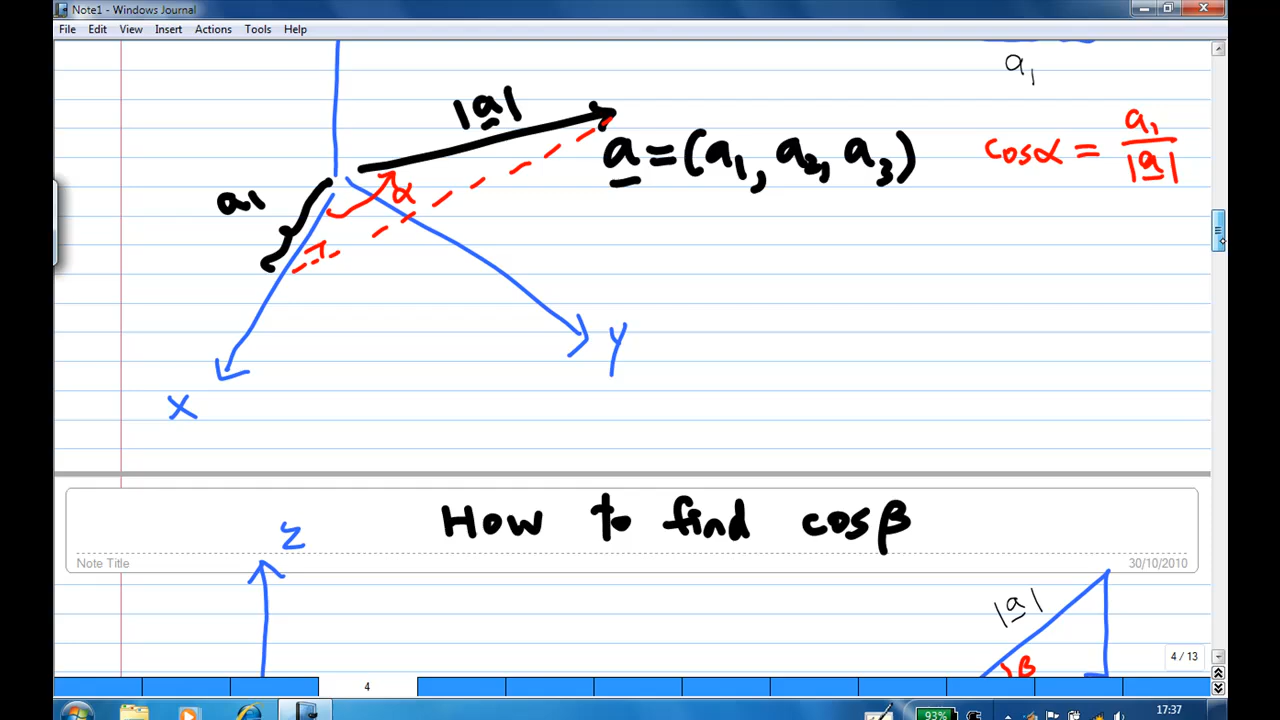 Note1 - Windows Journal
File Edit View Insert Actions Tools Help
a₁
|a̲|
a̲ = (a₁, a₂, a₃)
cosα = a₁/|a̲|
a1
α
y
x
How to find cosβ
z
Note Title
30/10/2010
|a̲|
β
4 / 13
4
93%
17:37